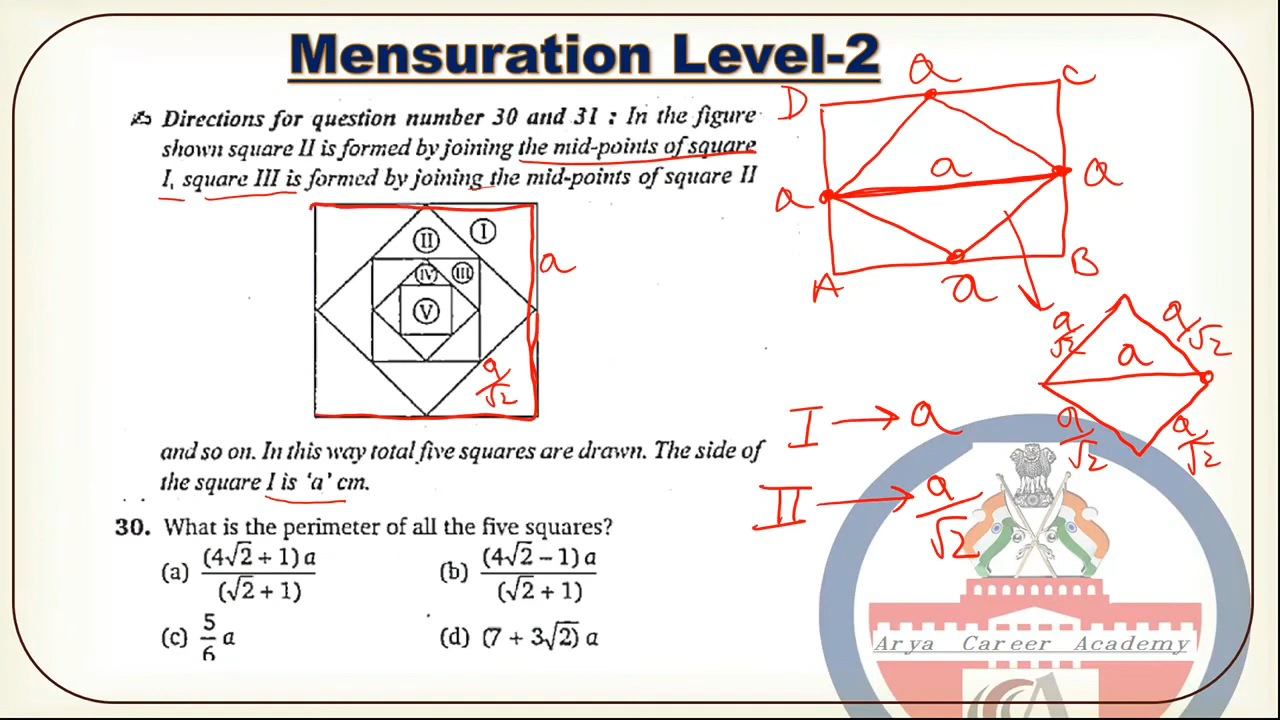 Mensuration Level-2
Directions for question number 30 and 31 : In the figure
shown square II is formed by joining the mid-points of square
I, square III is formed by joining the mid-points of square II
I
II
III
IV
V
a
a/√2
and so on. In this way total five squares are drawn. The side of
the square I is 'a' cm.
30. What is the perimeter of all the five squares?
(a) (4√2 + 1) a / (√2 + 1)
(b) (4√2 − 1) a / (√2 + 1)
(c) 5/6 a
(d) (7 + 3√2) a
D
a
C
a
a
a
A
a
B
a/√2
a/√2
a
a/√2
a/√2
I → a
II → a/√2
Arya Career Academy